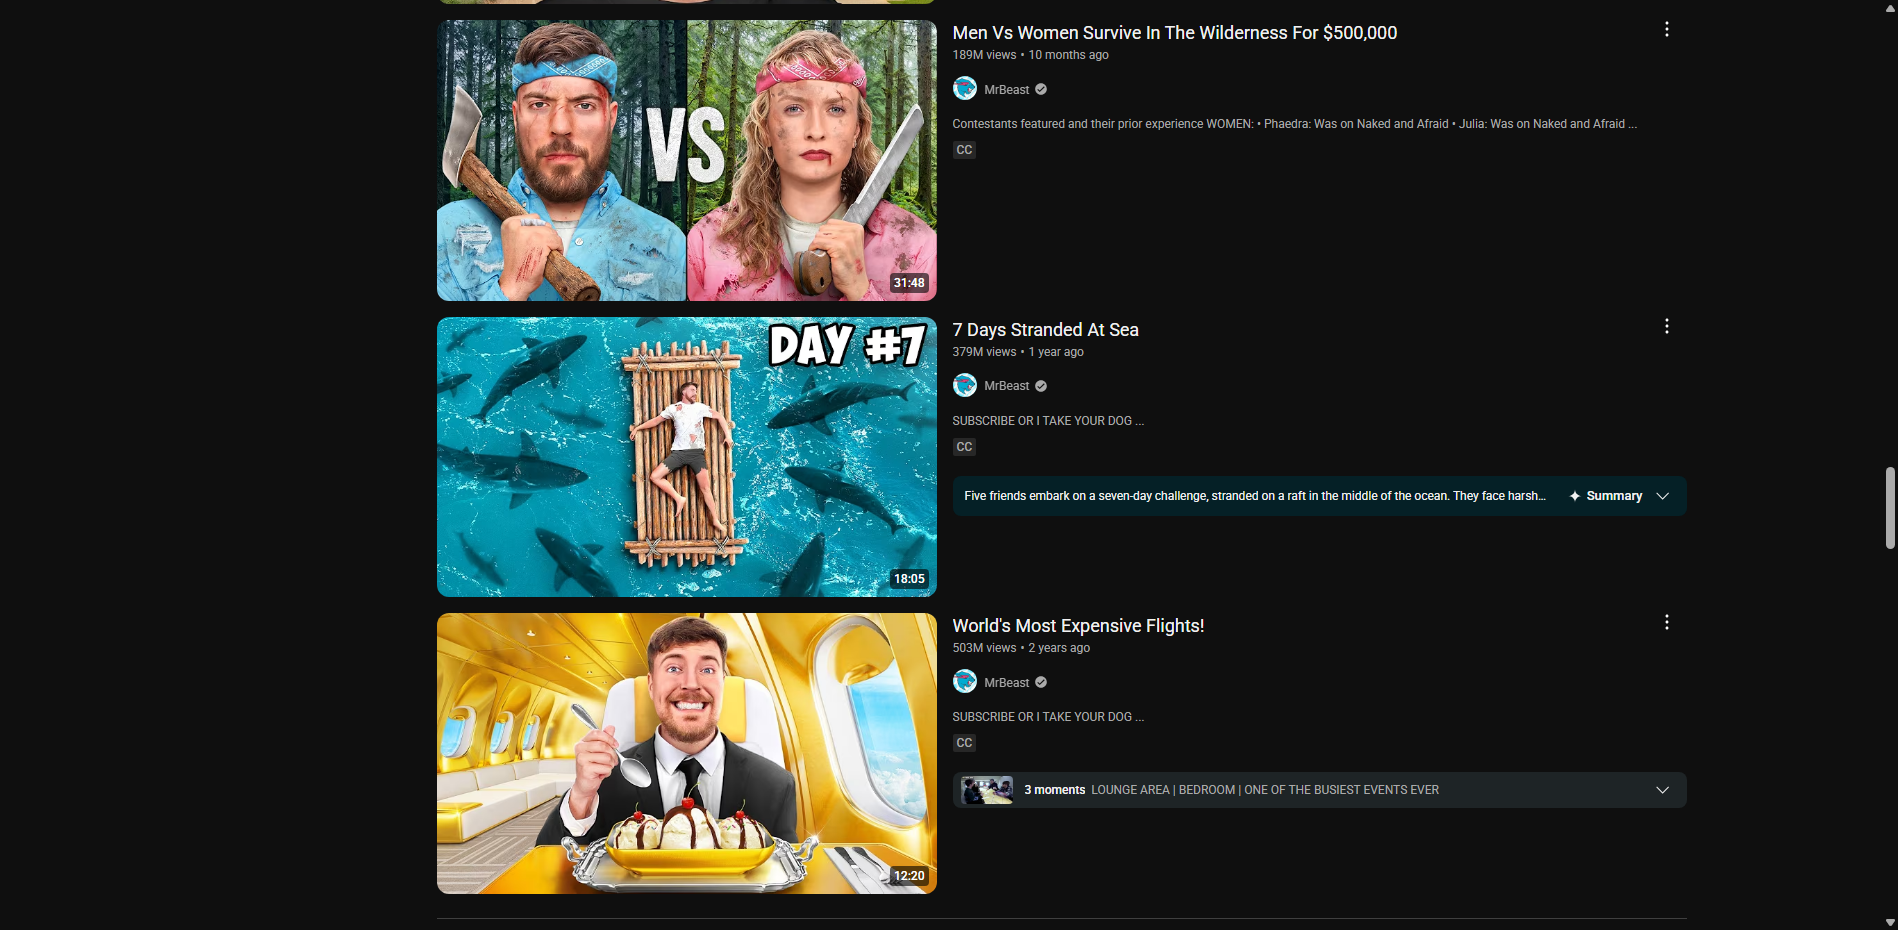 VS
31:48
Men Vs Women Survive In The Wilderness For $500,000
189M views • 10 months ago
MrBeast
Contestants featured and their prior experience WOMEN: • Phaedra: Was on Naked and Afraid • Julia: Was on Naked and Afraid ...
CC
DAY #7
18:05
7 Days Stranded At Sea
379M views • 1 year ago
MrBeast
SUBSCRIBE OR I TAKE YOUR DOG ...
CC
Five friends embark on a seven-day challenge, stranded on a raft in the middle of the ocean. They face harsh... Summary
12:20
World's Most Expensive Flights!
503M views • 2 years ago
MrBeast
SUBSCRIBE OR I TAKE YOUR DOG ...
CC
3 moments LOUNGE AREA | BEDROOM | ONE OF THE BUSIEST EVENTS EVER